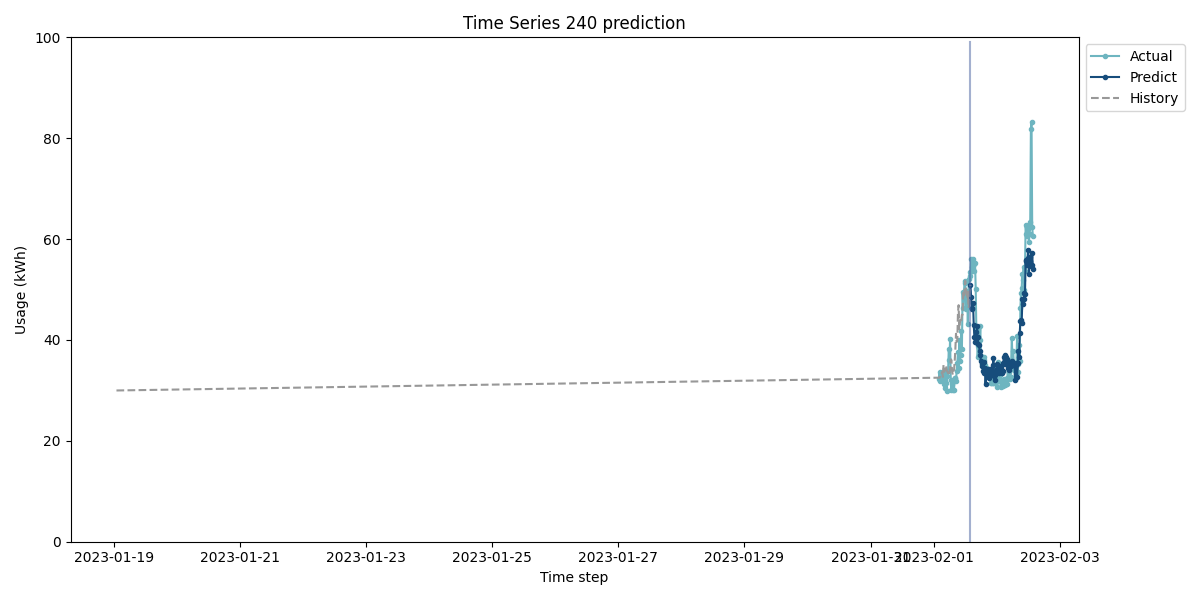 Time Series 240 prediction
Usage (kWh)
100
80
60
40
20
0
2023-01-19
2023-01-21
2023-01-23
2023-01-25
2023-01-27
2023-01-29
2023-01-31
2023-02-01
2023-02-03
Time step
Actual
Predict
History